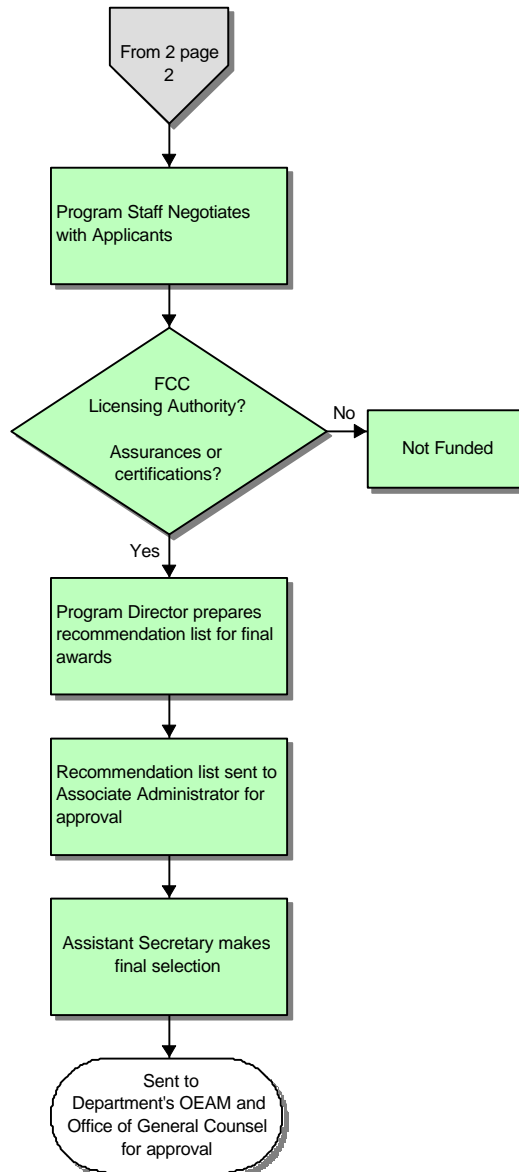 From 2 page
2
Program Staff Negotiates
with Applicants
FCC
Licensing Authority?
Assurances or
certifications?
No
Not Funded
Yes
Program Director prepares
recommendation list for final
awards
Recommendation list sent to
Associate Administrator for
approval
Assistant Secretary makes
final selection
Sent to
Department's OEAM and
Office of General Counsel
for approval